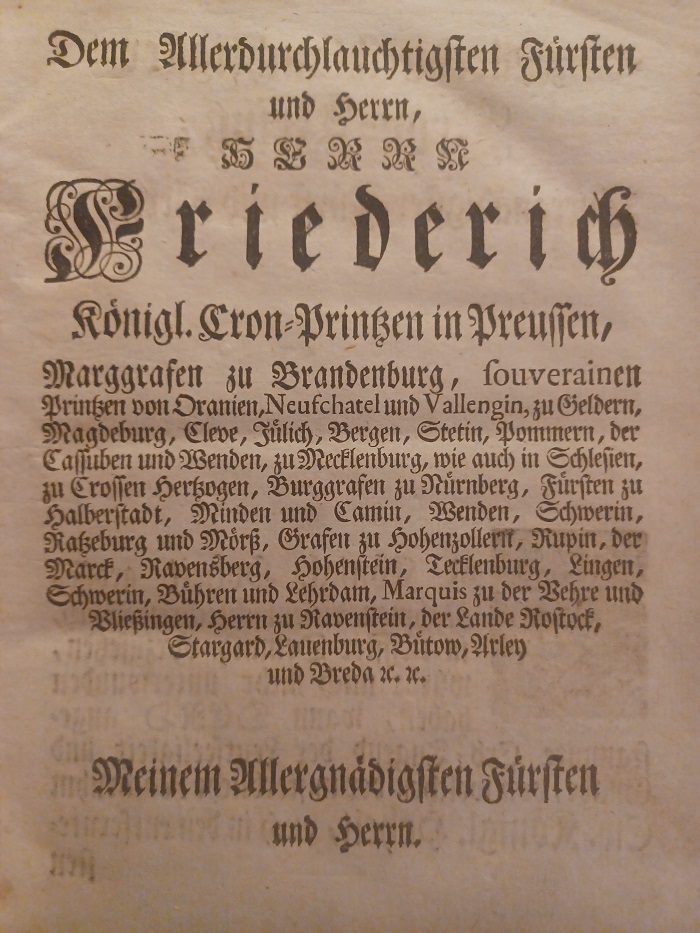 Dem Allerdurchlauchtigsten Fürsten
und Herrn,
HERRN
Friederich
Königl. Cron-Printzen in Preussen,
Marggrafen zu Brandenburg, souverainen
Printzen von Oranien, Neufchatel und Vallengin, zu Geldern,
Magdeburg, Cleve, Jülich, Bergen, Stetin, Pommern, der
Cassuben und Wenden, zu Mecklenburg, wie auch in Schlesien,
zu Crossen Hertzogen, Burggrafen zu Nürnberg, Fürsten zu
Halberstadt, Minden und Camin, Wenden, Schwerin,
Ratzeburg und Mörß, Grafen zu Hohenzollern, Rupin, der
Marck, Ravensberg, Hohenstein, Tecklenburg, Lingen,
Schwerin, Bühren und Lehrdam, Marquis zu der Vehre und
Vließingen, Herrn zu Ravenstein, der Lande Rostock,
Stargard, Lauenburg, Bütow, Arley
und Breda ꝛc. ꝛc.
Meinem Allergnädigsten Fürsten
und Herrn.